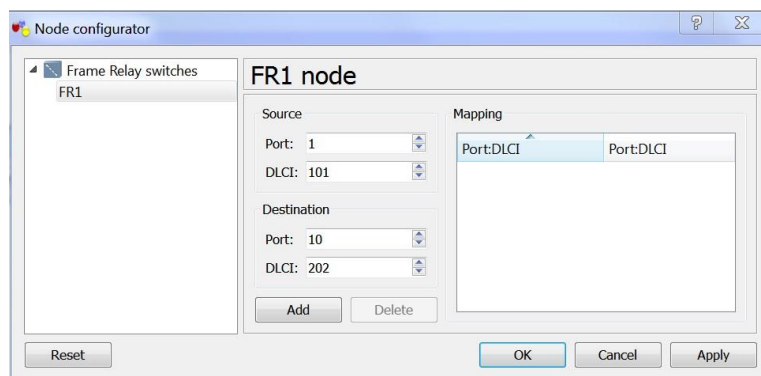 Node configurator
Frame Relay switches
FR1
FR1 node
Source
Port: 1
DLCI: 101
Destination
Port: 10
DLCI: 202
Add
Delete
Mapping
Port:DLCI Port:DLCI
Reset
OK
Cancel
Apply